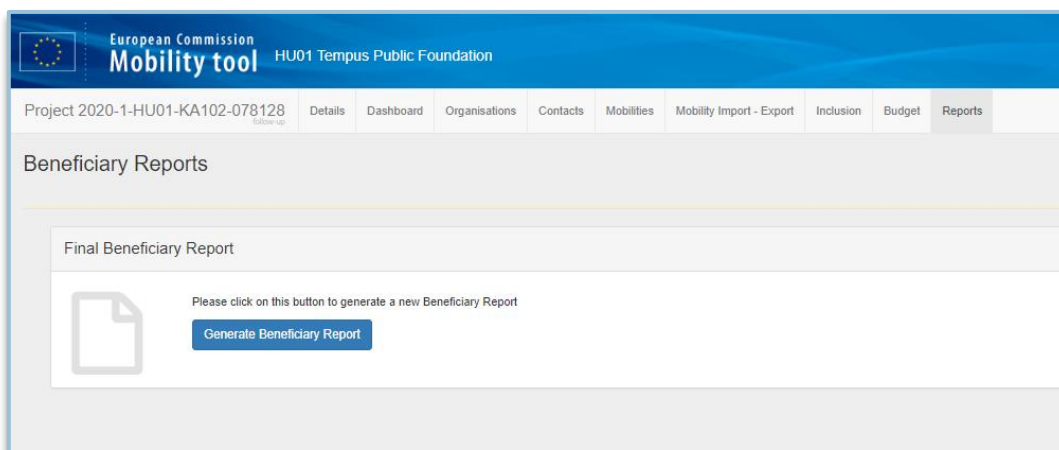 European Commission
Mobility tool HU01 Tempus Public Foundation
Project 2020-1-HU01-KA102-078128 Details Dashboard Organisations Contacts Mobilities Mobility Import - Export Inclusion Budget Reports
follow-up
Beneficiary Reports
Final Beneficiary Report
Please click on this button to generate a new Beneficiary Report
Generate Beneficiary Report